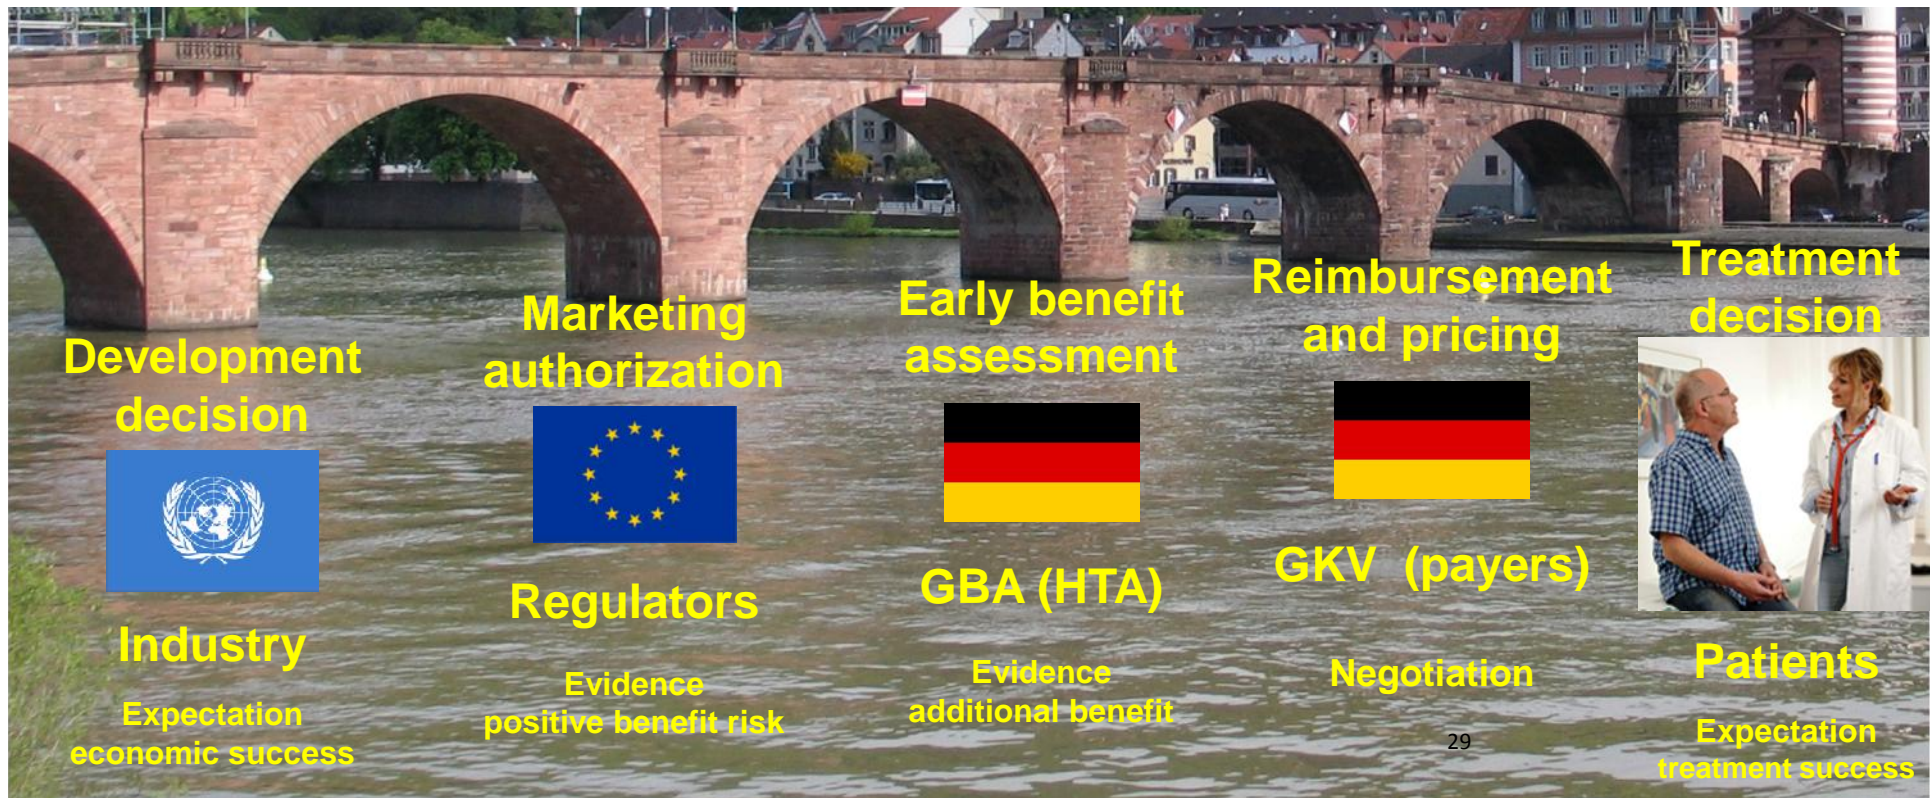 Development
decision
Industry
Expectation
economic success
Marketing
authorization
Regulators
Evidence
positive benefit risk
Early benefit
assessment
GBA (HTA)
Evidence
additional benefit
Reimbursement
and pricing
GKV (payers)
Negotiation
29
Treatment
decision
Patients
Expectation
treatment success